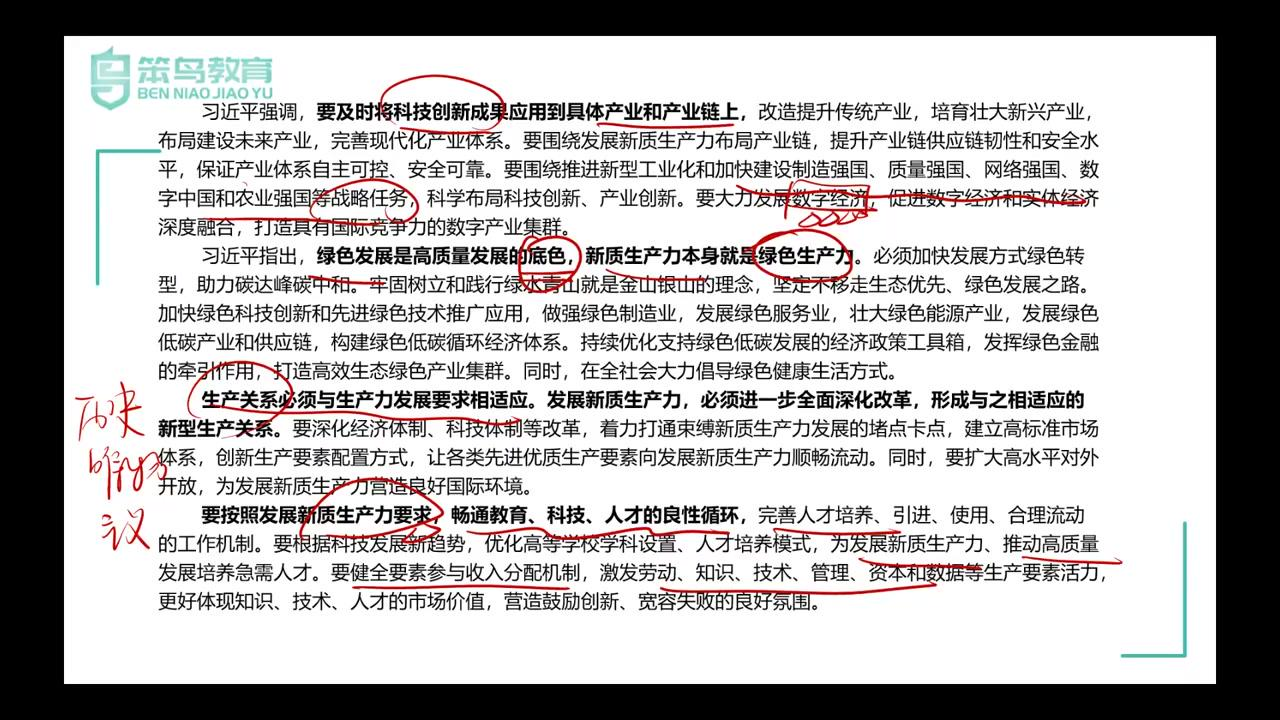 笨鸟教育
BEN NIAO JIAO YU
习近平强调，要及时将科技创新成果应用到具体产业和产业链上，改造提升传统产业，培育壮大新兴产业，
布局建设未来产业，完善现代化产业体系。要围绕发展新质生产力布局产业链，提升产业链供应链韧性和安全水
平，保证产业体系自主可控、安全可靠。要围绕推进新型工业化和加快建设制造强国、质量强国、网络强国、数
字中国和农业强国等战略任务，科学布局科技创新、产业创新。要大力发展数字经济，促进数字经济和实体经济
深度融合，打造具有国际竞争力的数字产业集群。
习近平指出，绿色发展是高质量发展的底色，新质生产力本身就是绿色生产力。必须加快发展方式绿色转
型，助力碳达峰碳中和。牢固树立和践行绿水青山就是金山银山的理念，坚定不移走生态优先、绿色发展之路。
加快绿色科技创新和先进绿色技术推广应用，做强绿色制造业，发展绿色服务业，壮大绿色能源产业，发展绿色
低碳产业和供应链，构建绿色低碳循环经济体系。持续优化支持绿色低碳发展的经济政策工具箱，发挥绿色金融
的牵引作用，打造高效生态绿色产业集群。同时，在全社会大力倡导绿色健康生活方式。
生产关系必须与生产力发展要求相适应。发展新质生产力，必须进一步全面深化改革，形成与之相适应的
新型生产关系。要深化经济体制、科技体制等改革，着力打通束缚新质生产力发展的堵点卡点，建立高标准市场
体系，创新生产要素配置方式，让各类先进优质生产要素向发展新质生产力顺畅流动。同时，要扩大高水平对外
开放，为发展新质生产力营造良好国际环境。
要按照发展新质生产力要求，畅通教育、科技、人才的良性循环，完善人才培养、引进、使用、合理流动
的工作机制。要根据科技发展新趋势，优化高等学校学科设置、人才培养模式，为发展新质生产力、推动高质量
发展培养急需人才。要健全要素参与收入分配机制，激发劳动、知识、技术、管理、资本和数据等生产要素活力，
更好体现知识、技术、人才的市场价值，营造鼓励创新、宽容失败的良好氛围。
历史
唯物
主义